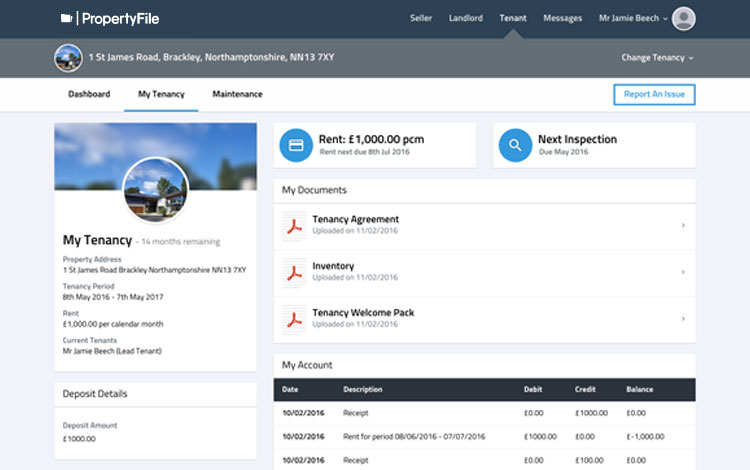 PropertyFile
Seller Landlord Tenant Messages Mr Jamie Beech
1 St James Road, Brackley, Northamptonshire, NN13 7XY
Change Tenancy
Dashboard My Tenancy Maintenance
Report An Issue
My Tenancy - 14 months remaining
Property Address
1 St James Road Brackley Northamptonshire NN13 7XY
Tenancy Period
8th May 2016 - 7th May 2017
Rent
£1,000.00 per calendar month
Current Tenants
Mr Jamie Beech (Lead Tenant)
Deposit Details
Deposit Amount
£1000.00
Rent: £1,000.00 pcm
Rent next due 8th Jul 2016
Next Inspection
Due May 2016
My Documents
Tenancy Agreement
Uploaded on 11/02/2016
Inventory
Uploaded on 11/02/2016
Tenancy Welcome Pack
Uploaded on 11/02/2016
My Account
Date Description Debit Credit Balance
10/02/2016 Receipt £0.00 £1000.00 £0.00
10/02/2016 Rent for period 08/06/2016 - 07/07/2016 £1000.00 £0.00 £-1,000.00
10/02/2016 Receipt £0.00 £100.00 £0.00